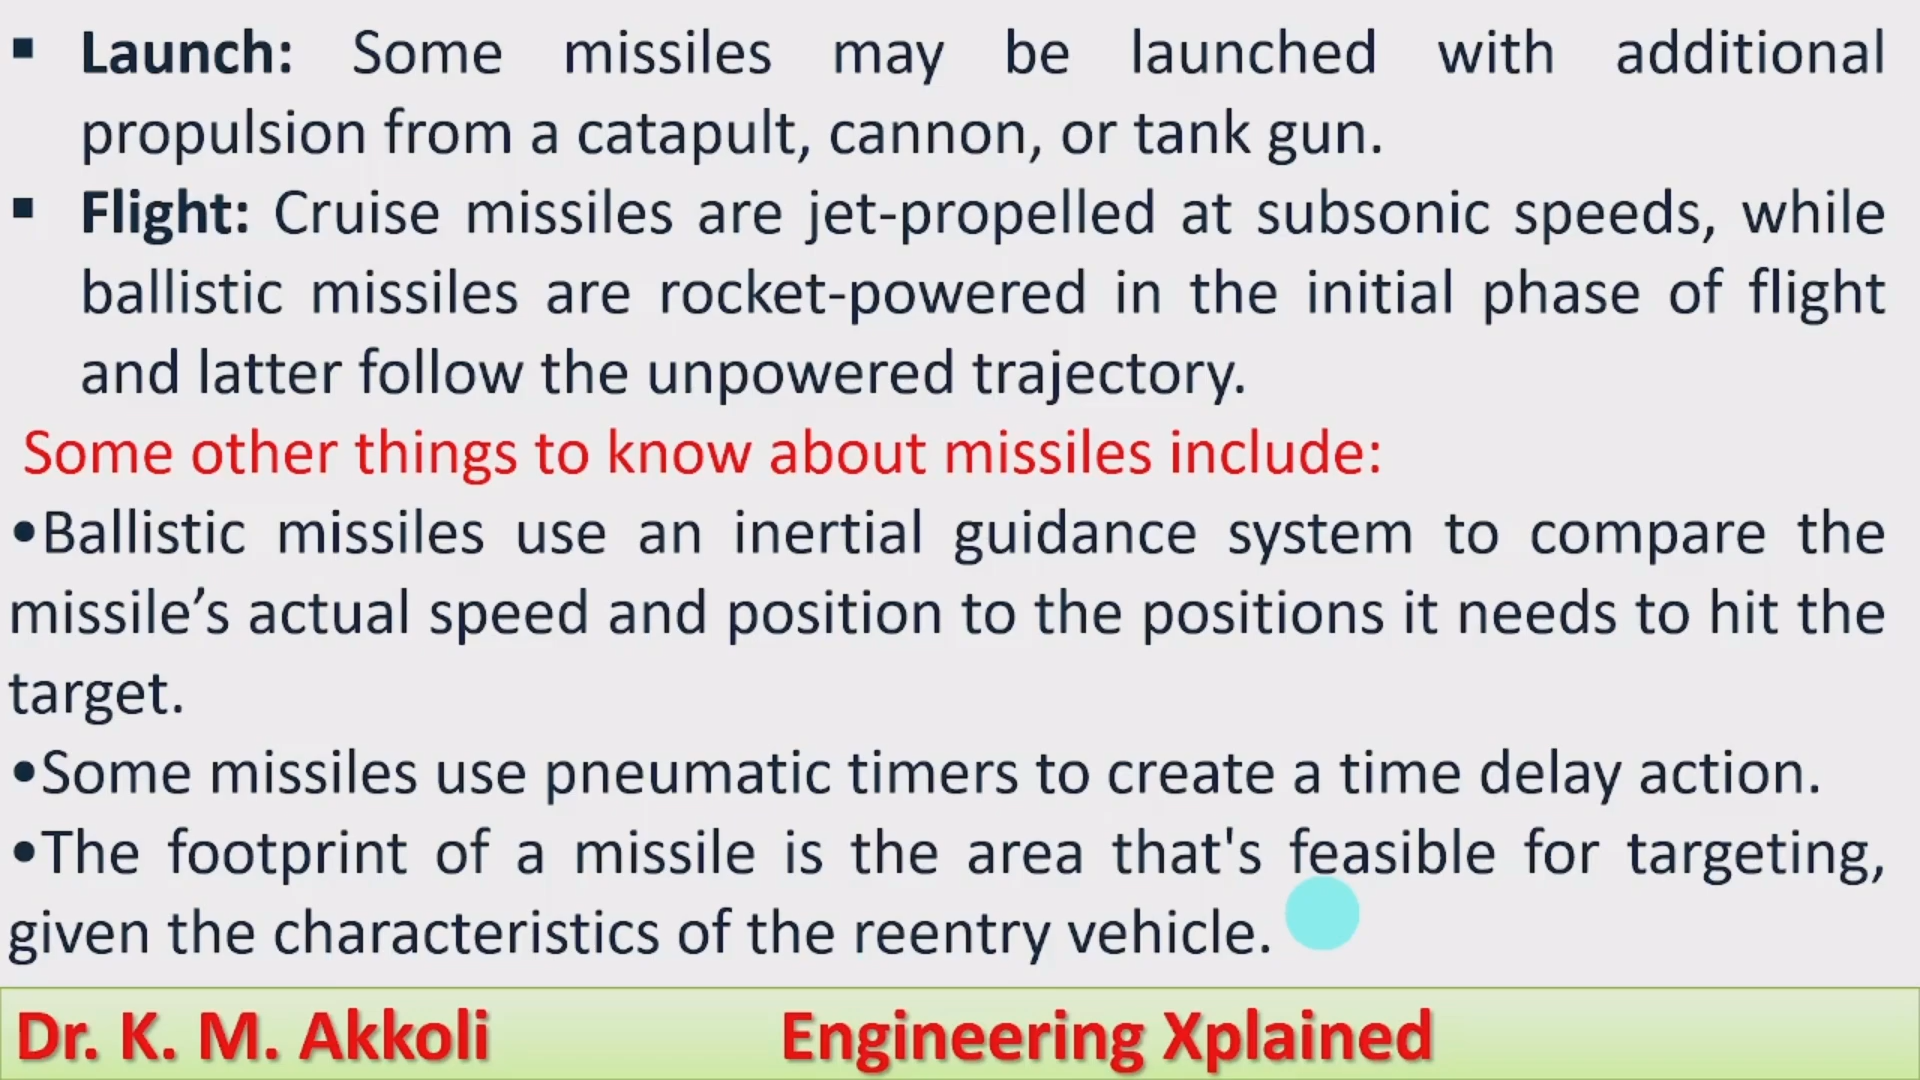 ▪ Launch: Some missiles may be launched with additional
propulsion from a catapult, cannon, or tank gun.
▪ Flight: Cruise missiles are jet-propelled at subsonic speeds, while
ballistic missiles are rocket-powered in the initial phase of flight
and latter follow the unpowered trajectory.
Some other things to know about missiles include:
•Ballistic missiles use an inertial guidance system to compare the
missile’s actual speed and position to the positions it needs to hit the
target.
•Some missiles use pneumatic timers to create a time delay action.
•The footprint of a missile is the area that's feasible for targeting,
given the characteristics of the reentry vehicle.
Dr. K. M. Akkoli Engineering Xplained